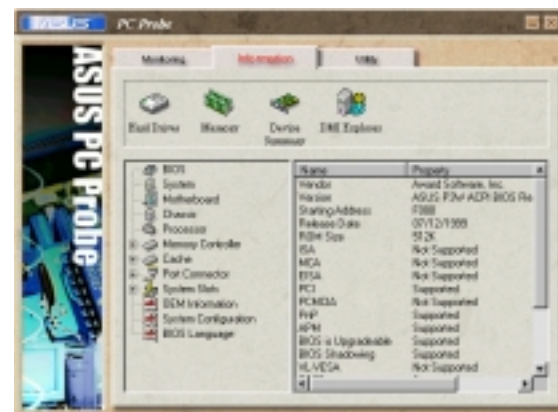 ASUS PC Probe
ASUS PC Probe
Monitoring Information Utility
Hard Drives Memory Device Summary DMI Explorer
BIOS
System
Motherboard
Chassis
Processor
Memory Controller
Cache
Port Connector
System Slots
OEM Information
System Configuration
BIOS Language
Name Property
Vendor Award Software, Inc.
Version ASUS P3W ACPI BIOS Re
Starting Address F000
Release Date 07/12/1999
ROM Size 512K
ISA Not Supported
MCA Not Supported
EISA Not Supported
PCI Supported
PCMCIA Not Supported
PnP Supported
APM Supported
BIOS is Upgradeable Supported
BIOS Shadowing Supported
VL-VESA Not Supported